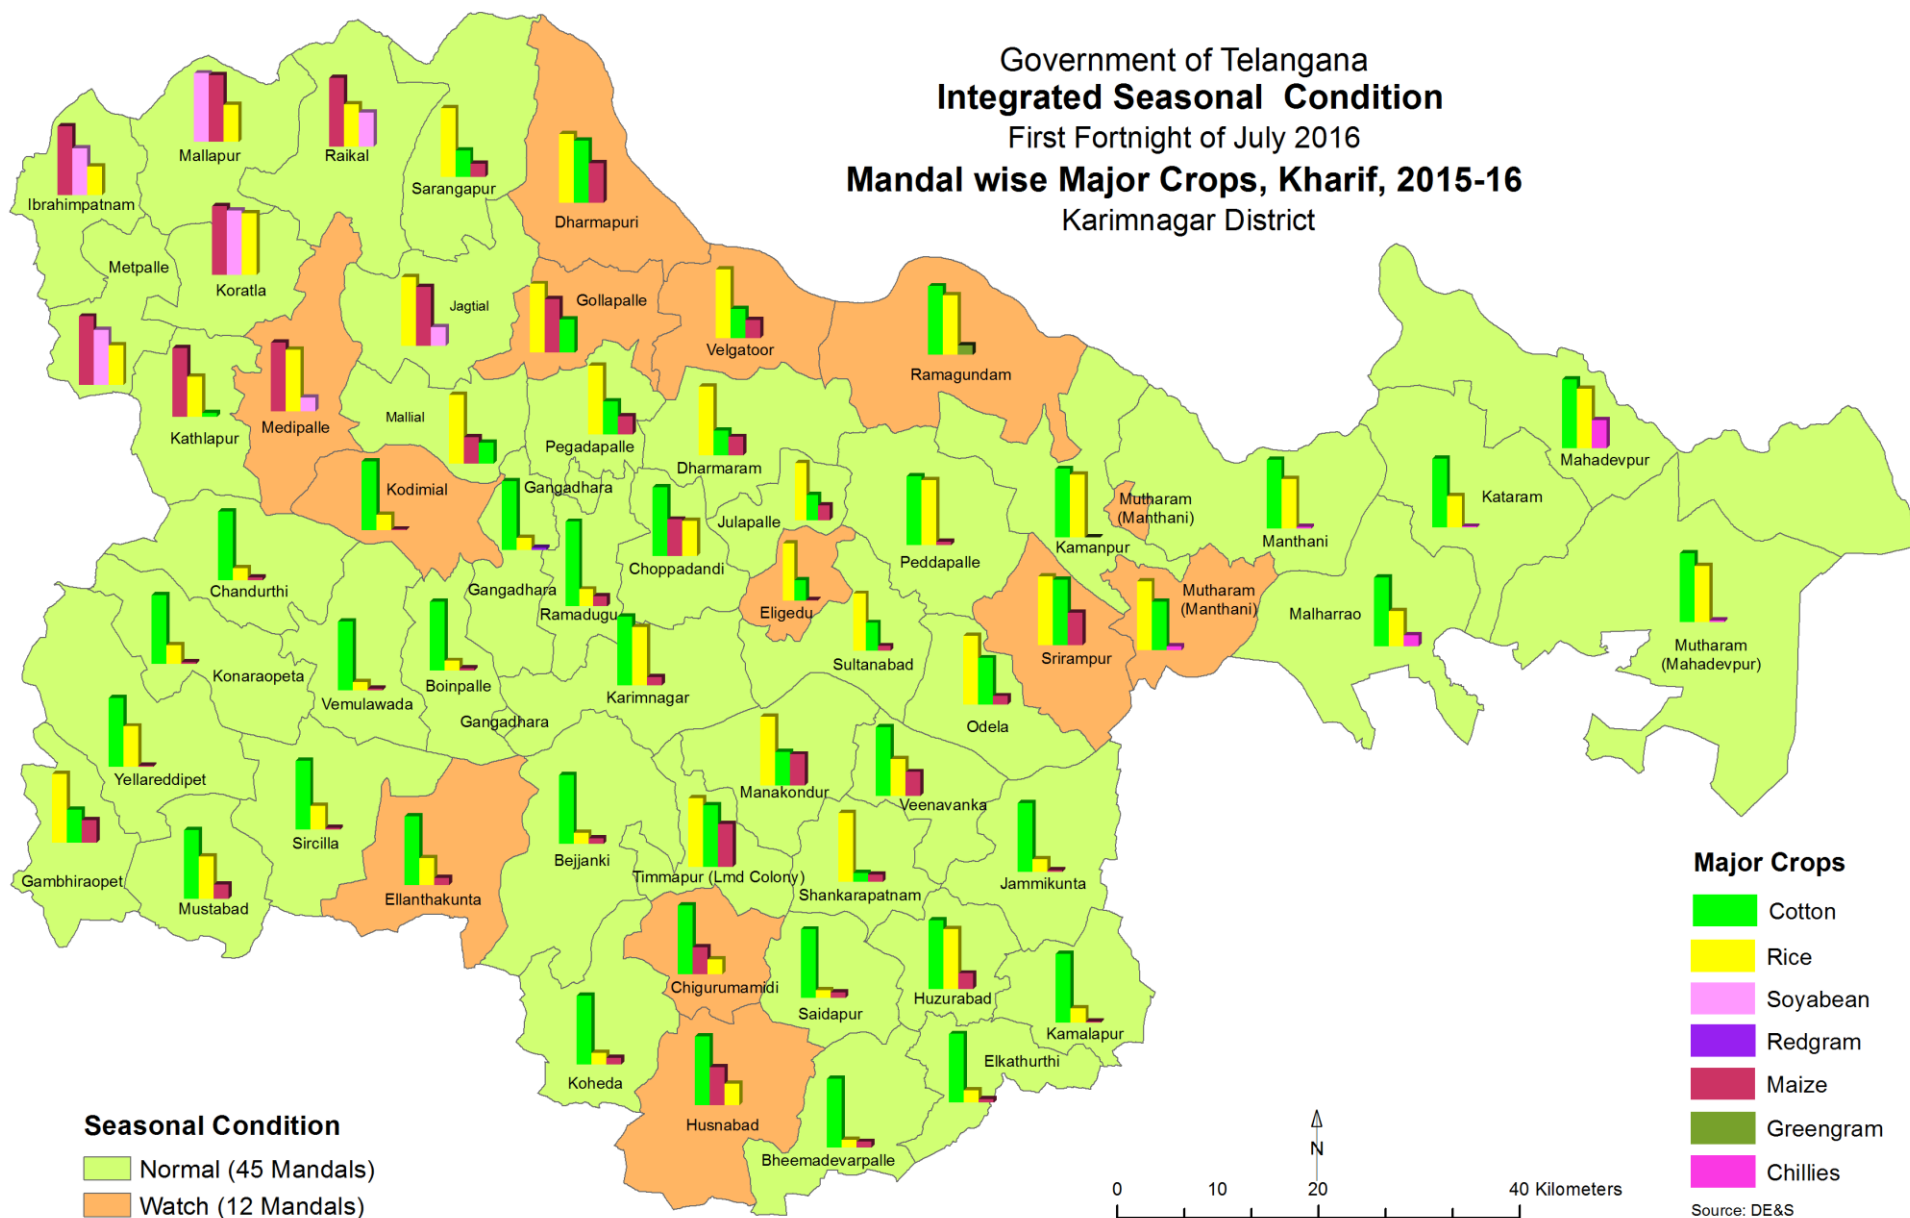 Government of Telangana
Integrated Seasonal Condition
First Fortnight of July 2016
Mandal wise Major Crops, Kharif, 2015-16
Karimnagar District
Mallapur
Raikal
Sarangapur
Ibrahimpatnam
Dharmapuri
Metpalle
Koratla
Jagtial
Gollapalle
Velgatoor
Ramagundam
Kathlapur
Medipalle
Mallial
Pegadapalle
Dharmaram
Mahadevpur
Kodimial
Gangadhara
Julapalle
Mutharam
(Manthani)
Kataram
Manthani
Kamanpur
Peddapalle
Choppadandi
Chandurthi
Gangadhara
Ramadugu
Eligedu
Mutharam
(Manthani)
Malharrao
Sultanabad
Srirampur
Mutharam
(Mahadevpur)
Konaraopeta
Vemulawada
Boinpalle
Karimnagar
Gangadhara
Odela
Yellareddipet
Manakondur
Veenavanka
Sircilla
Bejjanki
Timmapur (Lmd Colony)
Shankarapatnam
Jammikunta
Gambhiraopet
Mustabad
Ellanthakunta
Chigurumamidi
Saidapur
Huzurabad
Kamalapur
Koheda
Elkathurthi
Husnabad
Bheemadevarpalle
Major Crops
Cotton
Rice
Soyabean
Redgram
Maize
Greengram
Chillies
Source: DE&S
Seasonal Condition
Normal (45 Mandals)
Watch (12 Mandals)
N
0 10 20 40 Kilometers